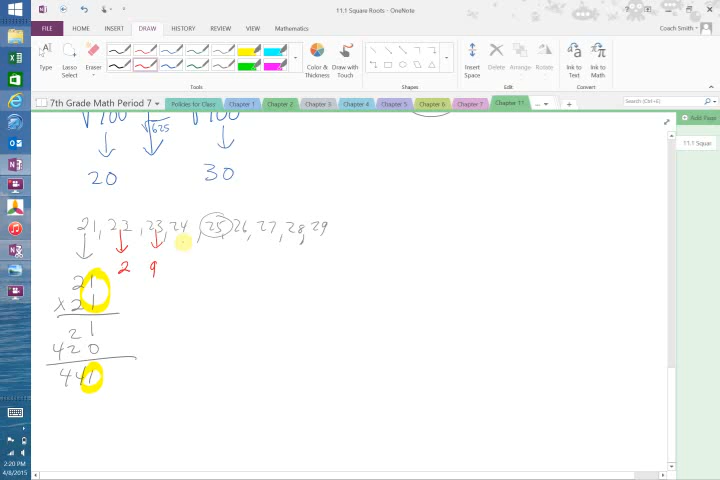 11.1 Square Roots - OneNote
Coach Smith
FILE HOME INSERT DRAW HISTORY REVIEW VIEW Mathematics
Type
Lasso Select
Eraser
Color & Thickness
Draw with Touch
Insert Space
Delete
Arrange
Rotate
Ink to Text
Ink to Math
Tools
Shapes
Edit
Convert
7th Grade Math Period 7
Policies for Class Chapter 1 Chapter 2 Chapter 3 Chapter 4 Chapter 5 Chapter 6 Chapter 7 Chapter 11 ...
Search (Ctrl+E)
Add Page
11.1 Squar
√625
20 30
21, 22, 23, 24, 25, 26, 27, 28, 29
2 9
21
x 21
21
420
441
2:20 PM
4/8/2015